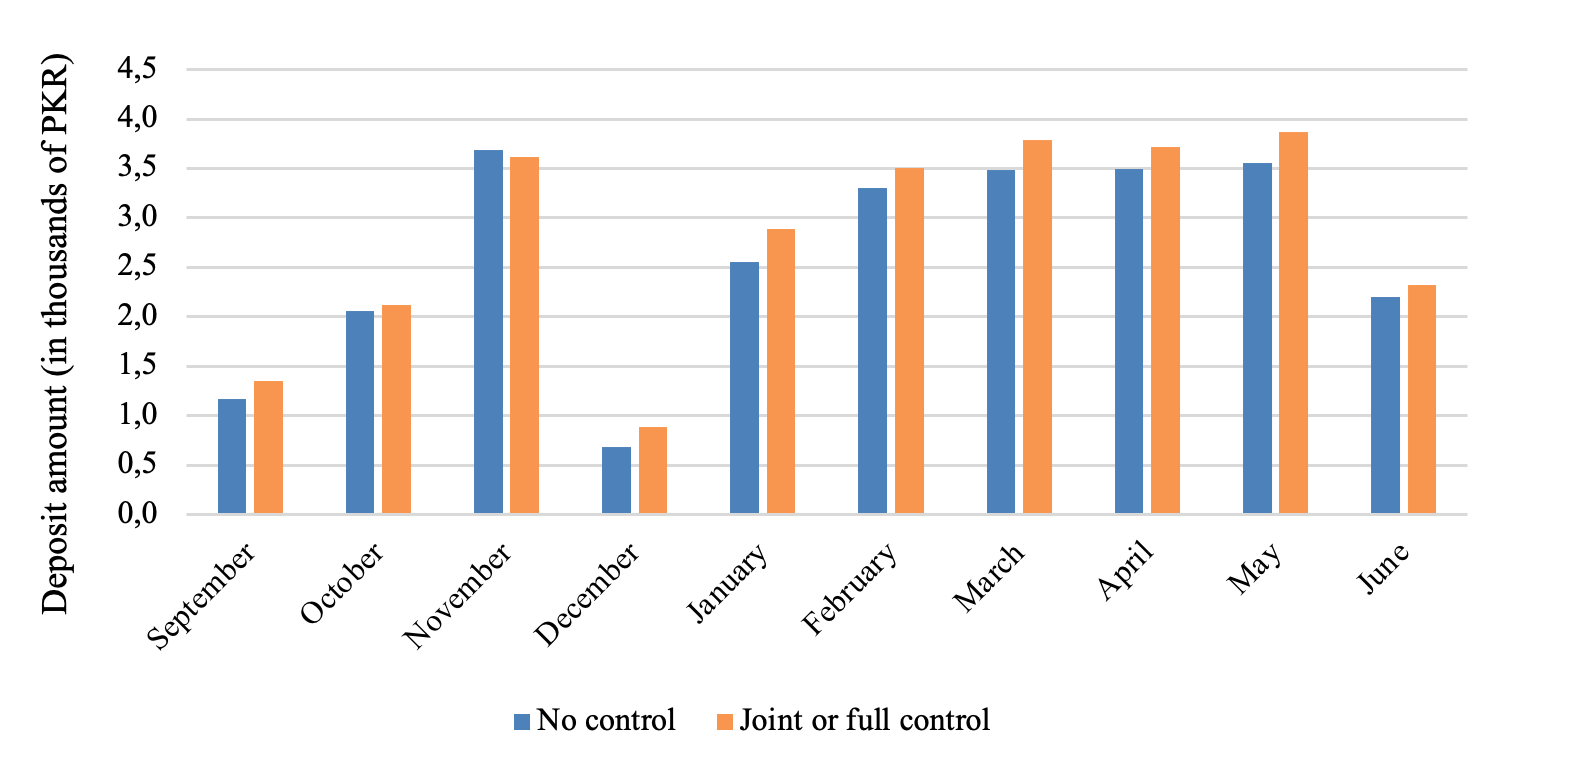 Deposit amount (in thousands of PKR)
4,5
4,0
3,5
3,0
2,5
2,0
1,5
1,0
0,5
0,0
September
October
November
December
January
February
March
April
May
June
No control
Joint or full control